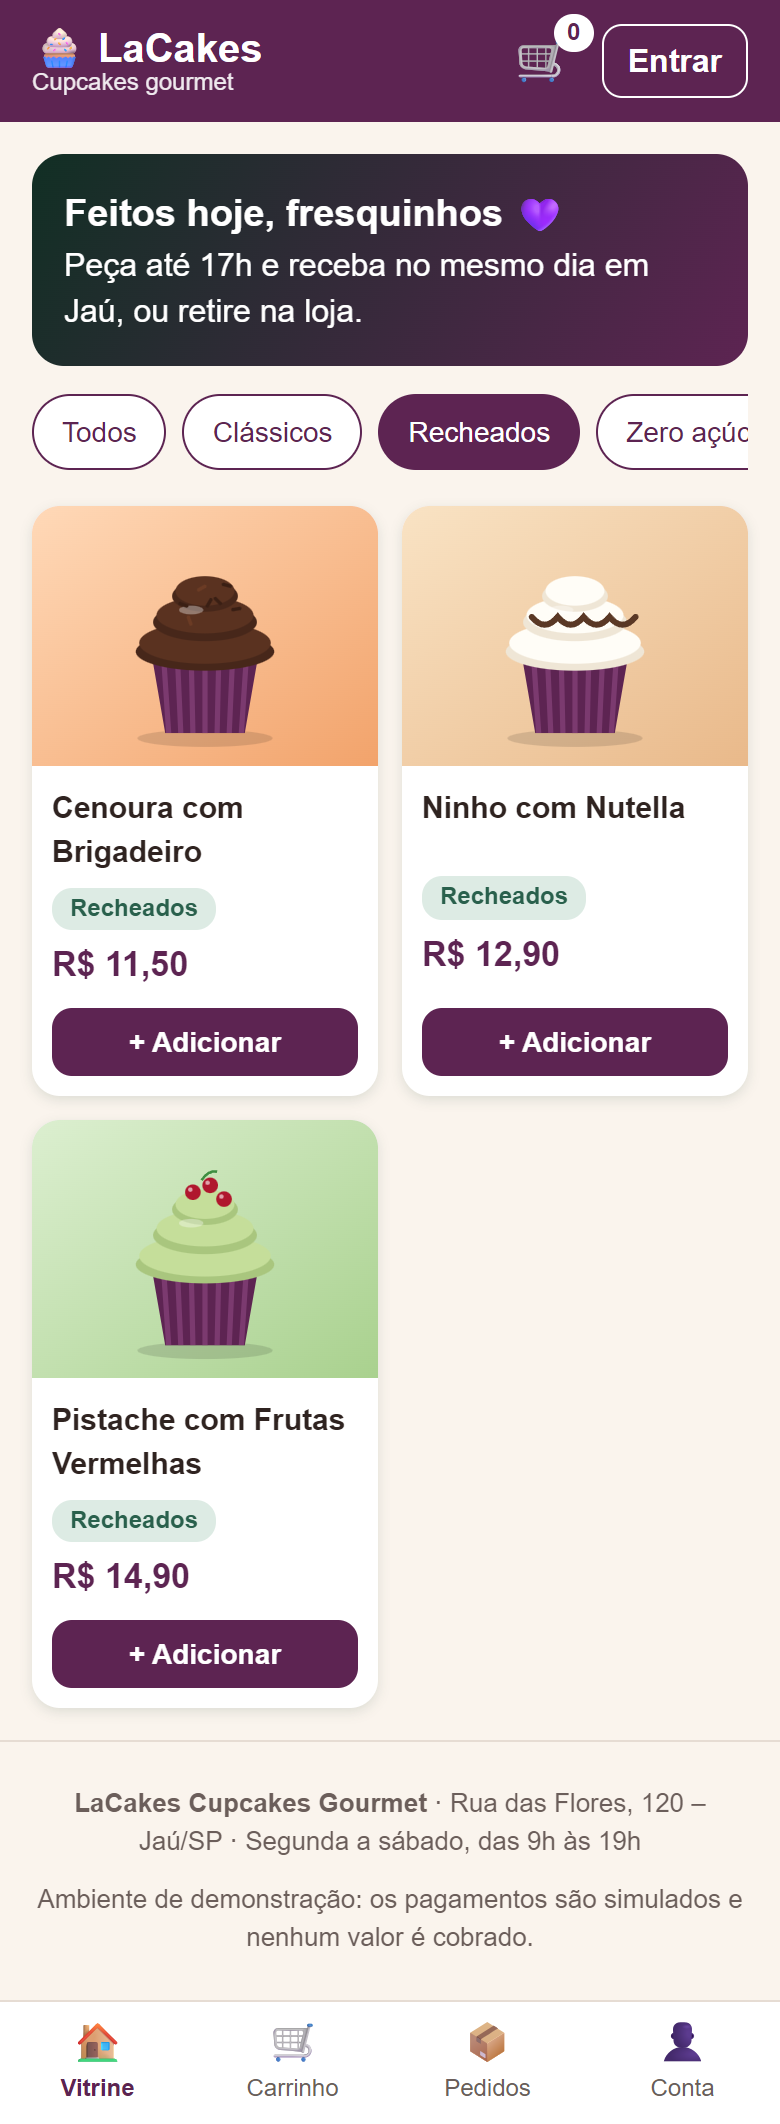 LaCakes
Cupcakes gourmet
0
Entrar
Feitos hoje, fresquinhos 💜
Peça até 17h e receba no mesmo dia em
Jaú, ou retire na loja.
Todos
Clássicos
Recheados
Zero açúc
Cenoura com
Brigadeiro
Recheados
R$ 11,50
+ Adicionar
Ninho com Nutella
Recheados
R$ 12,90
+ Adicionar
Pistache com Frutas
Vermelhas
Recheados
R$ 14,90
+ Adicionar
LaCakes Cupcakes Gourmet · Rua das Flores, 120 –
Jaú/SP · Segunda a sábado, das 9h às 19h
Ambiente de demonstração: os pagamentos são simulados e
nenhum valor é cobrado.
Vitrine
Carrinho
Pedidos
Conta